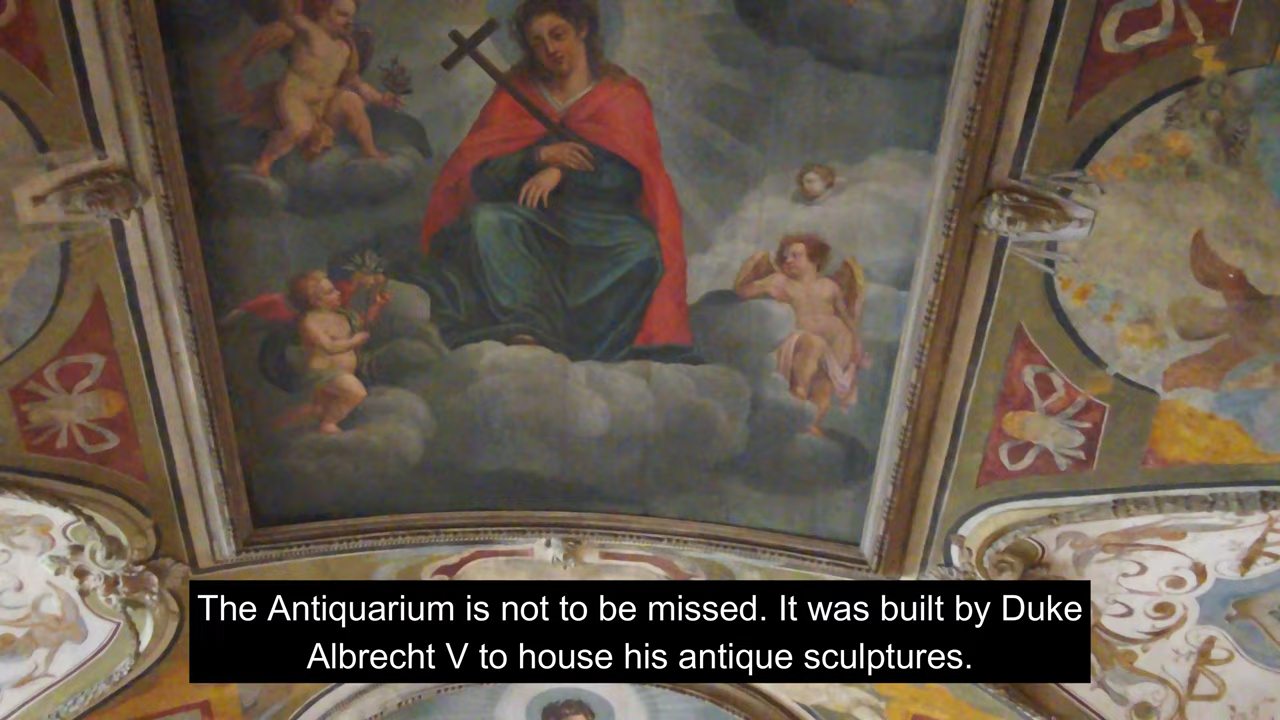 The Antiquarium is not to be missed. It was built by Duke
Albrecht V to house his antique sculptures.